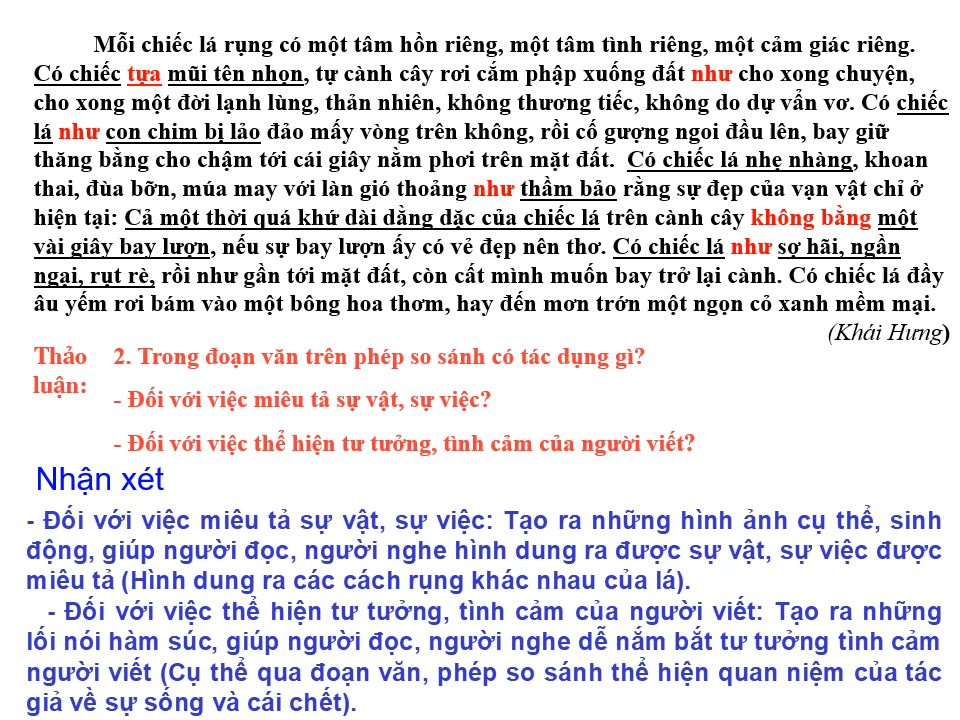 Mỗi chiếc lá rụng có một tâm hồn riêng, một tâm tình riêng, một cảm giác riêng.
Có chiếc tựa mũi tên nhọn, tự cành cây rơi cắm phập xuống đất như cho xong chuyện,
cho xong một đời lạnh lùng, thản nhiên, không thương tiếc, không do dự vẩn vơ. Có chiếc
lá như con chim bị lảo đảo mấy vòng trên không, rồi cố gượng ngoi đầu lên, bay giữ
thăng bằng cho chậm tới cái giây nằm phơi trên mặt đất. Có chiếc lá nhẹ nhàng, khoan
thai, đùa bỡn, múa may với làn gió thoảng như thầm bảo rằng sự đẹp của vạn vật chỉ ở
hiện tại: Cả một thời quá khứ dài dằng dặc của chiếc lá trên cành cây không bằng một
vài giây bay lượn, nếu sự bay lượn ấy có vẻ đẹp nên thơ. Có chiếc lá như sợ hãi, ngần
ngại, rụt rè, rồi như gần tới mặt đất, còn cất mình muốn bay trở lại cành. Có chiếc lá đầy
âu yếm rơi bám vào một bông hoa thơm, hay đến mơn trớn một ngọn cỏ xanh mềm mại.
(Khái Hưng)
Thảo luận: 2. Trong đoạn văn trên phép so sánh có tác dụng gì?
- Đối với việc miêu tả sự vật, sự việc?
- Đối với việc thể hiện tư tưởng, tình cảm của người viết?
Nhận xét
- Đối với việc miêu tả sự vật, sự việc: Tạo ra những hình ảnh cụ thể, sinh
động, giúp người đọc, người nghe hình dung ra được sự vật, sự việc được
miêu tả (Hình dung ra các cách rụng khác nhau của lá).
- Đối với việc thể hiện tư tưởng, tình cảm của người viết: Tạo ra những
lối nói hàm súc, giúp người đọc, người nghe dễ nắm bắt tư tưởng tình cảm
người viết (Cụ thể qua đoạn văn, phép so sánh thể hiện quan niệm của tác
giả về sự sống và cái chết).